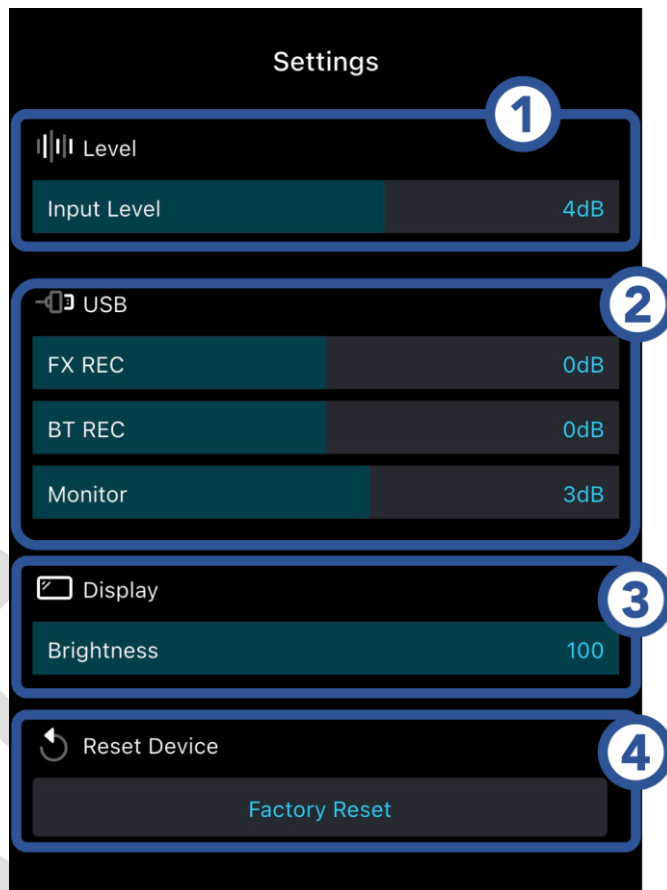 Settings
1
Level
Input Level 4dB
2
USB
FX REC 0dB
BT REC 0dB
Monitor 3dB
3
Display
Brightness 100
4
Reset Device
Factory Reset